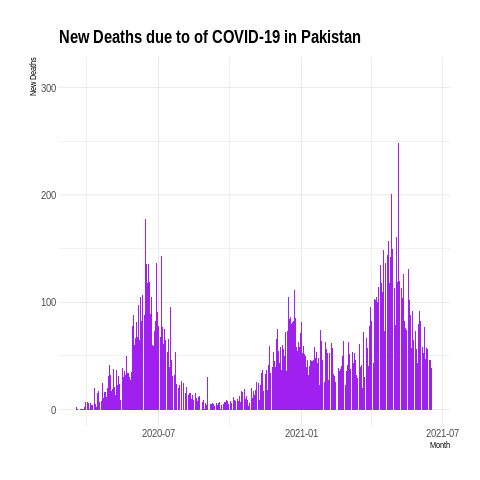 New Deaths due to of COVID-19 in Pakistan
New Deaths
300
200
100
0
2020-07
2021-01
2021-07
Month